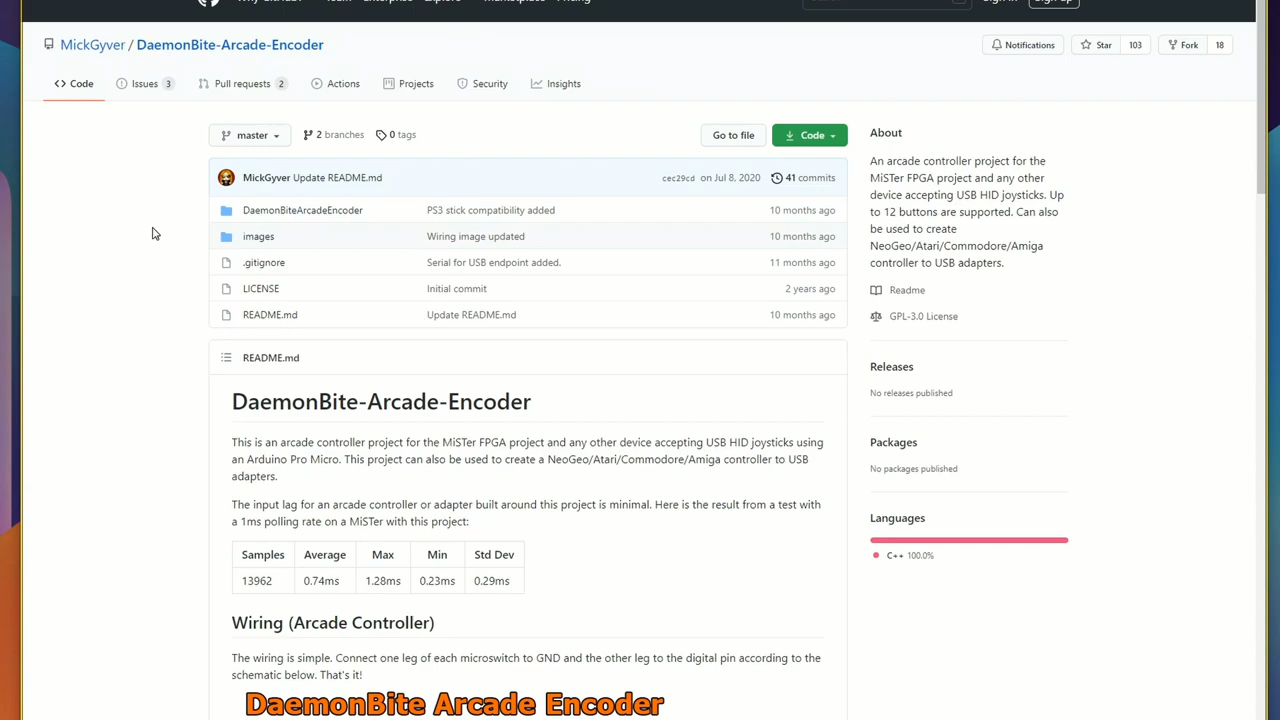 Why GitHub? Team Enterprise Explore Marketplace Pricing Search / Sign in Sign up
MickGyver / DaemonBite-Arcade-Encoder
Notifications Star 103 Fork 18
Code Issues 3 Pull requests 2 Actions Projects Security Insights
master 2 branches 0 tags Go to file Code
MickGyver Update README.md cec29cd on Jul 8, 2020 41 commits
DaemonBiteArcadeEncoder PS3 stick compatibility added 10 months ago
images Wiring image updated 10 months ago
.gitignore Serial for USB endpoint added. 11 months ago
LICENSE Initial commit 2 years ago
README.md Update README.md 10 months ago
README.md
DaemonBite-Arcade-Encoder
This is an arcade controller project for the MiSTer FPGA project and any other device accepting USB HID joysticks using
an Arduino Pro Micro. This project can also be used to create a NeoGeo/Atari/Commodore/Amiga controller to USB
adapters.
The input lag for an arcade controller or adapter built around this project is minimal. Here is the result from a test with
a 1ms polling rate on a MiSTer with this project:
Samples Average Max Min Std Dev
13962 0.74ms 1.28ms 0.23ms 0.29ms
Wiring (Arcade Controller)
The wiring is simple. Connect one leg of each microswitch to GND and the other leg to the digital pin according to the
schematic below. That's it!
DaemonBite Arcade Encoder
About
An arcade controller project for the
MiSTer FPGA project and any other
device accepting USB HID joysticks. Up
to 12 buttons are supported. Can also
be used to create
NeoGeo/Atari/Commodore/Amiga
controller to USB adapters.
Readme
GPL-3.0 License
Releases
No releases published
Packages
No packages published
Languages
C++ 100.0%